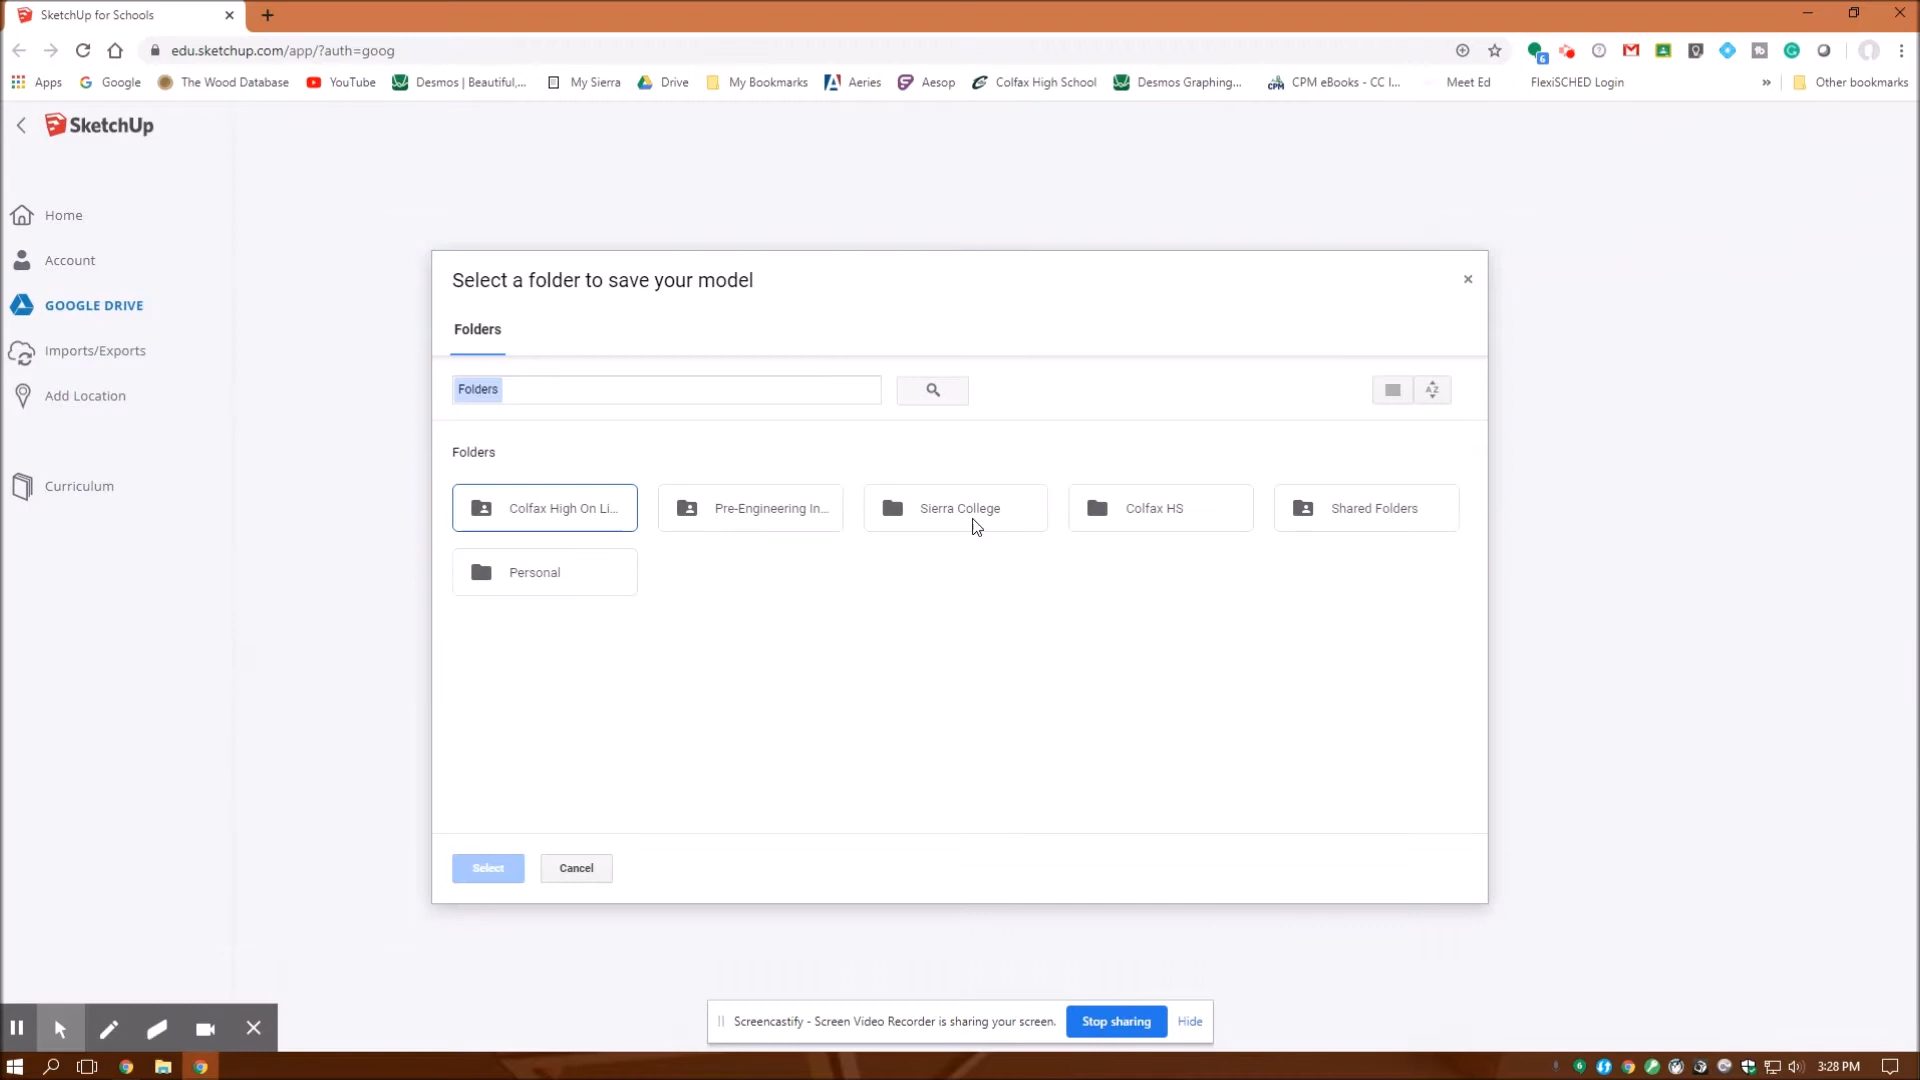 SketchUp for Schools
edu.sketchup.com/app/?auth=goog
6
Apps Google The Wood Database YouTube Desmos | Beautiful,... My Sierra Drive My Bookmarks Aeries Aesop Colfax High School Desmos Graphing,... CPM eBooks - CC I... Meet Ed FlexiSCHED Login » Other bookmarks
SketchUp
Home
Account
GOOGLE DRIVE
Imports/Exports
Add Location
Curriculum
Select a folder to save your model
Folders
Folders
AZ
Folders
Colfax High On Li... Pre-Engineering In... Sierra College Colfax HS Shared Folders
Personal
Select Cancel
Screencastify - Screen Video Recorder is sharing your screen. Stop sharing Hide
3:28 PM